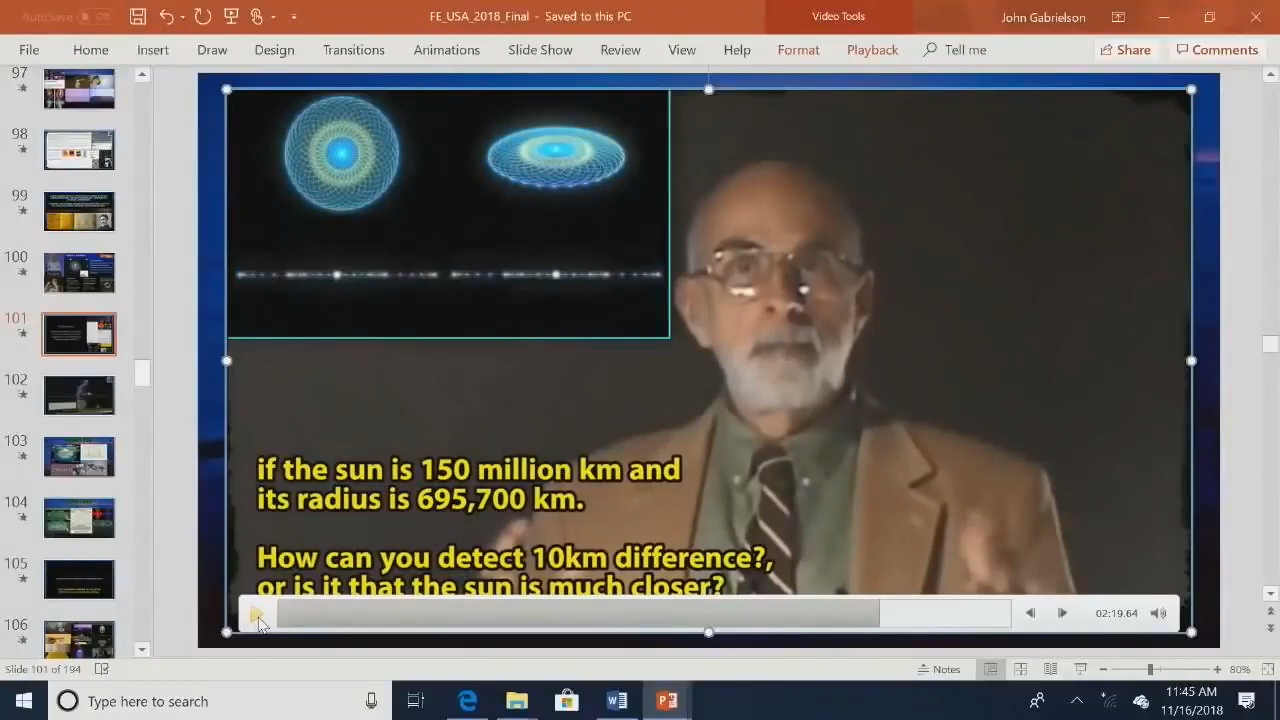 AutoSave Off
FE_USA_2018_Final - Saved to this PC
Video Tools
John Gabrielson
File Home Insert Draw Design Transitions Animations Slide Show Review View Help Format Playback Tell me Share Comments
97
98
99
100
101
102
103
104
105
106
if the sun is 150 million km and
its radius is 695,700 km.
How can you detect 10km difference?,
or is it that the sun is much closer?
02:19.64
Slide 101 of 194
Notes
80%
Type here to search
11:45 AM
11/16/2018